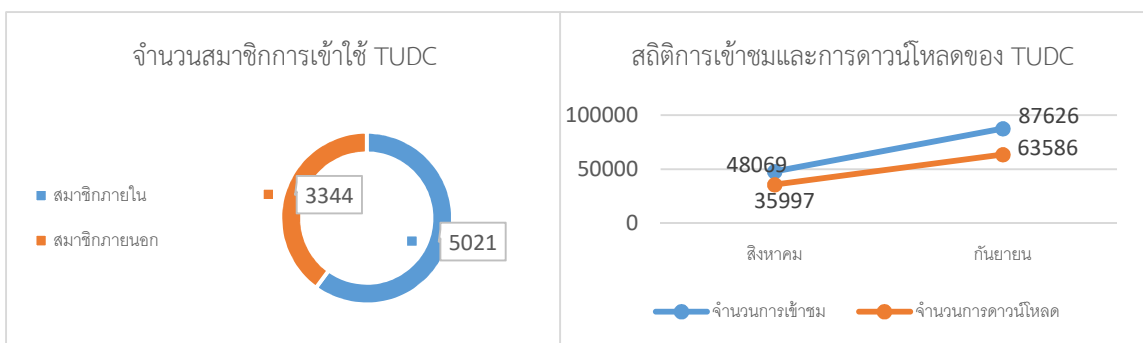 จำนวนสมาชิกการเข้าใช้ TUDC
สมาชิกภายใน
สมาชิกภายนอก
3344
5021
สถิติการเข้าชมและการดาวน์โหลดของ TUDC
100000
50000
0
48069
35997
87626
63586
สิงหาคม
กันยายน
จำนวนการเข้าชม
จำนวนการดาวน์โหลด